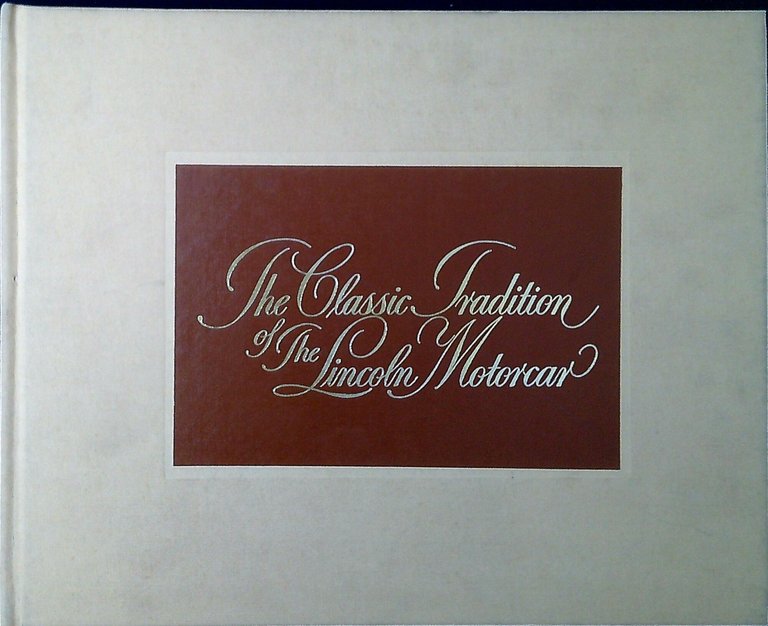 The Classic Tradition
of The Lincoln Motorcar